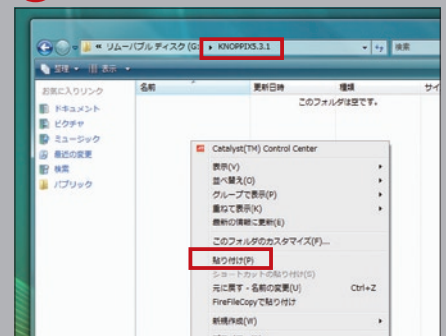 リムーバブル ディスク (G:) ▸ KNOPPIX5.3.1
検索
整理 表示
お気に入りリンク
ドキュメント
ピクチャ
ミュージック
最近の変更
検索
パブリック
名前 更新日時 種類 サイ
このフォルダは空です。
Catalyst(TM) Control Center
表示(V)
並べ替え(O)
グループで表示(P)
重ねて表示(K)
最新の情報に更新(E)
このフォルダのカスタマイズ(F)...
貼り付け(P)
ショートカットの貼り付け(S)
元に戻す - 名前の変更(U) Ctrl+Z
FireFileCopyで貼り付け
新規作成(W)